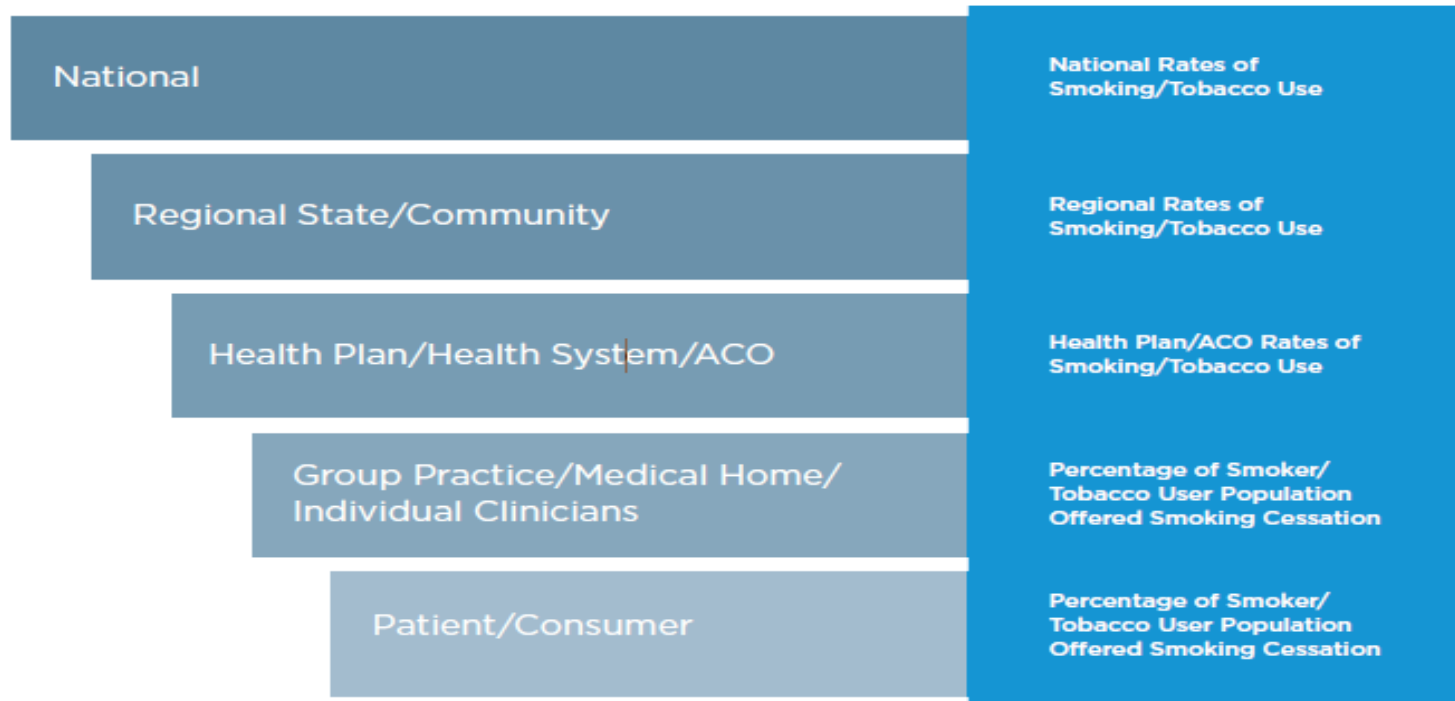 National
National Rates of
Smoking/Tobacco Use
Regional State/Community
Regional Rates of
Smoking/Tobacco Use
Health Plan/Health System/ACO
Health Plan/ACO Rates of
Smoking/Tobacco Use
Group Practice/Medical Home/
Individual Clinicians
Percentage of Smoker/
Tobacco User Population
Offered Smoking Cessation
Patient/Consumer
Percentage of Smoker/
Tobacco User Population
Offered Smoking Cessation